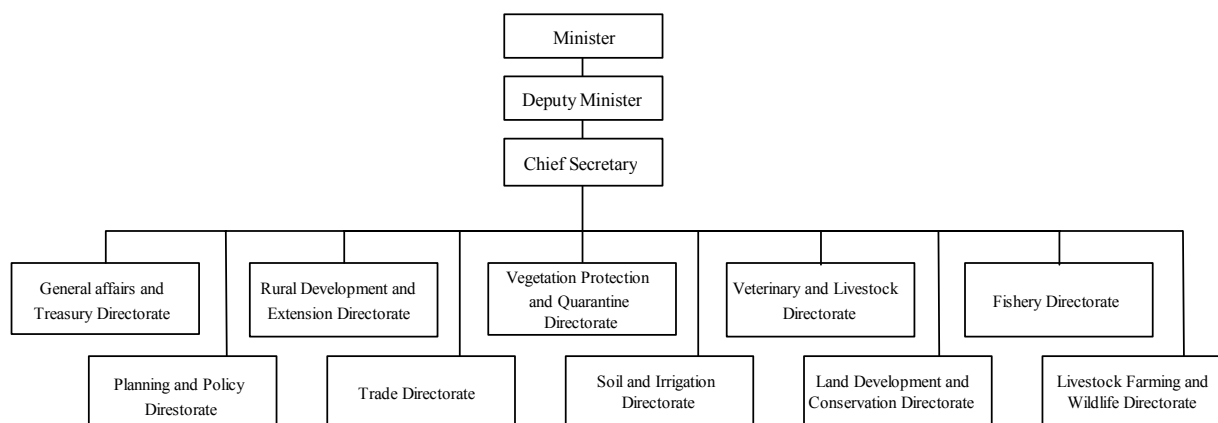 Minister
Deputy Minister
Chief Secretary
General affairs and
Treasury Directorate
Rural Development and
Extension Directorate
Vegetation Protection
and Quarantine
Directorate
Veterinary and Livestock
Directorate
Fishery Directorate
Planning and Policy
Direstorate
Trade Directorate
Soil and Irrigation
Directorate
Land Development and
Conservation Directorate
Livestock Farming and
Wildlife Directorate